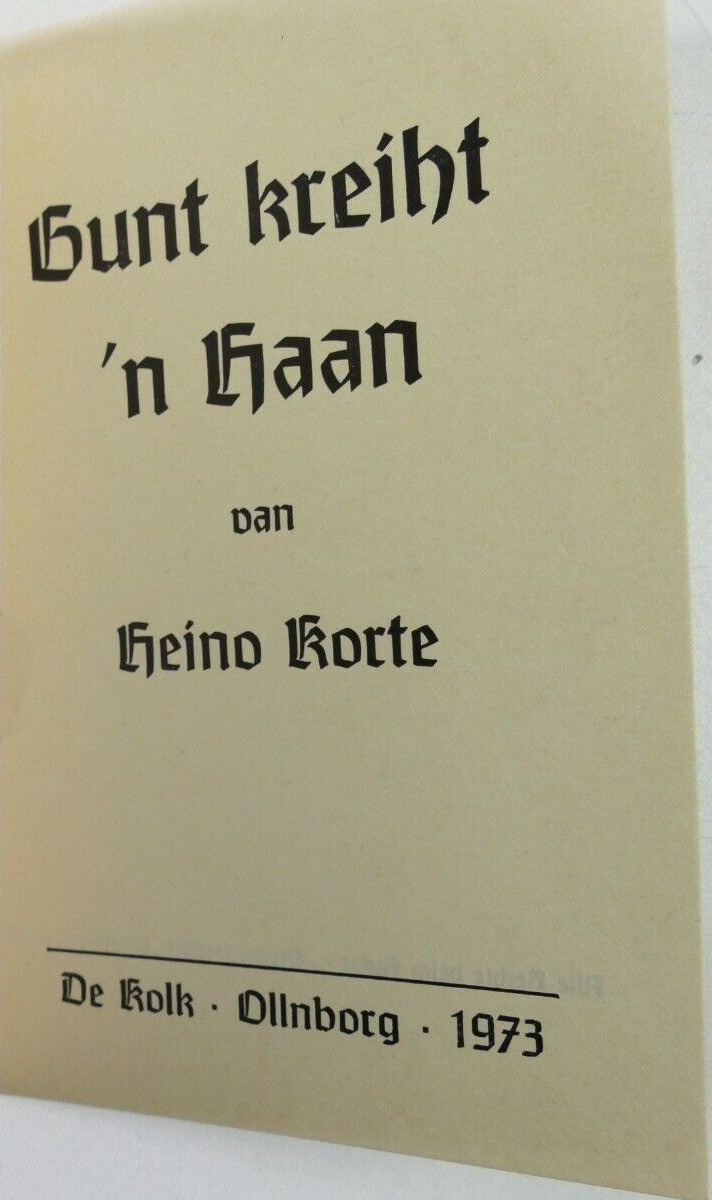 Gunt kreiht
'n Haan
van
Heino Korte
De Kolk · Ollnborg · 1973